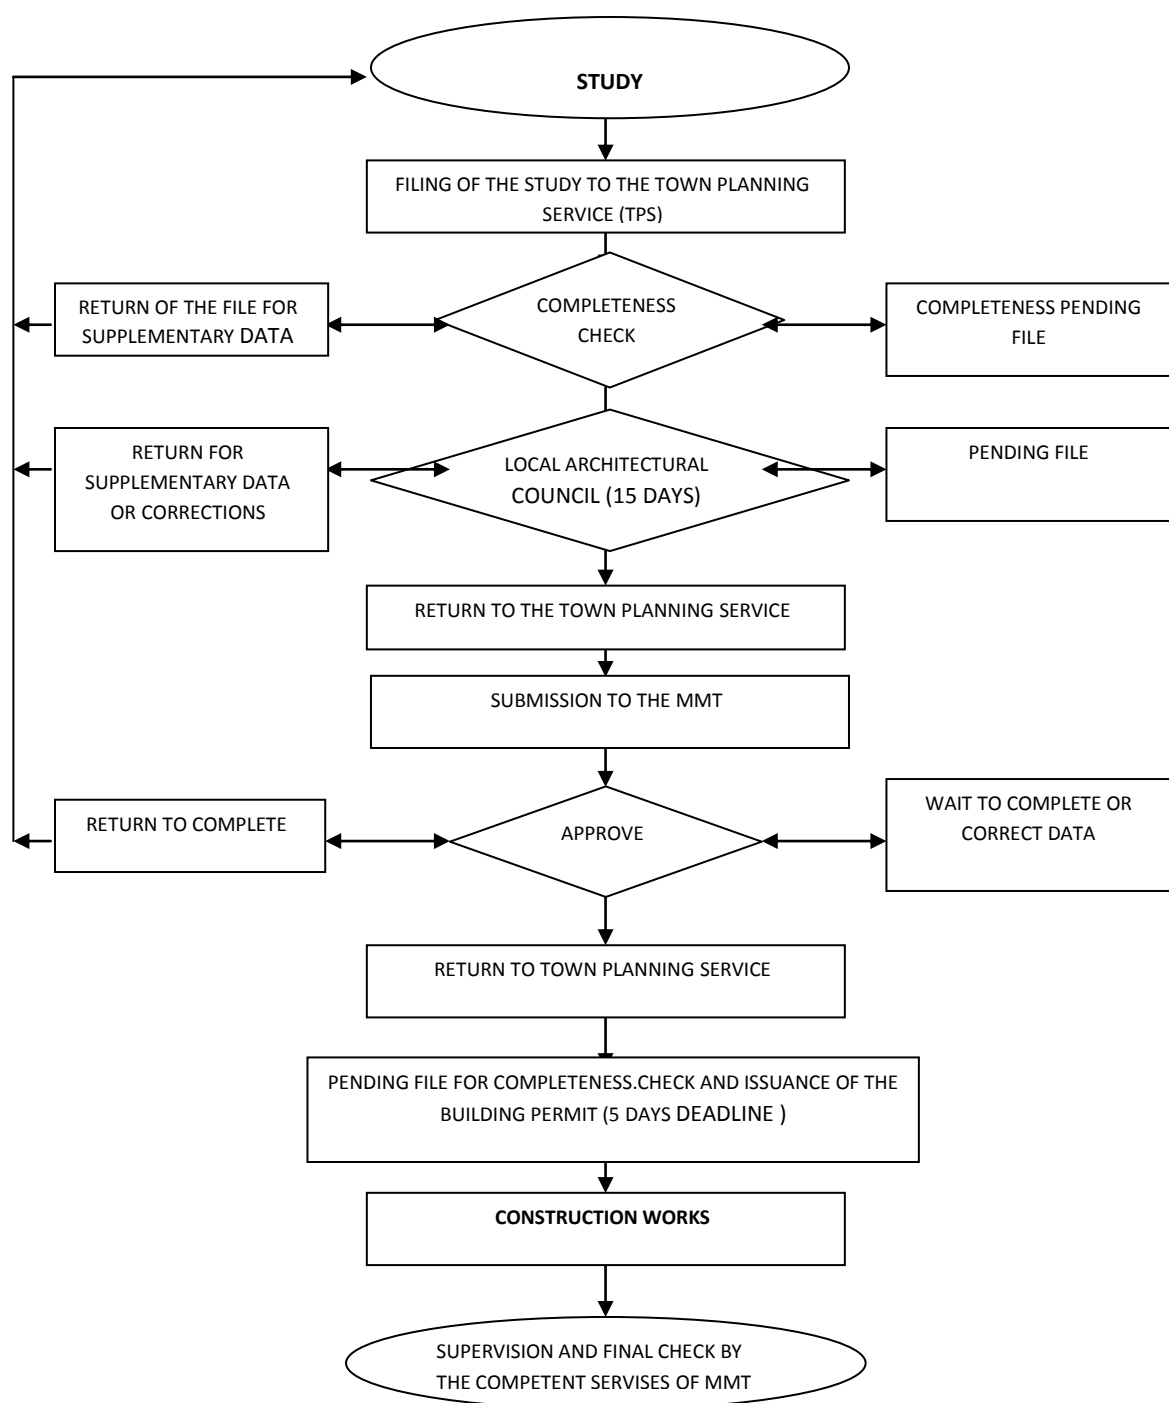 STUDY
FILING OF THE STUDY TO THE TOWN PLANNING
SERVICE (TPS)
RETURN OF THE FILE FOR
SUPPLEMENTARY DATA
COMPLETENESS
CHECK
COMPLETENESS PENDING
FILE
RETURN FOR
SUPPLEMENTARY DATA
OR CORRECTIONS
LOCAL ARCHITECTURAL
COUNCIL (15 DAYS)
PENDING FILE
RETURN TO THE TOWN PLANNING SERVICE
SUBMISSION TO THE MMT
RETURN TO COMPLETE
APPROVE
WAIT TO COMPLETE OR
CORRECT DATA
RETURN TO TOWN PLANNING SERVICE
PENDING FILE FOR COMPLETENESS.CHECK AND ISSUANCE OF THE
BUILDING PERMIT (5 DAYS DEADLINE )
CONSTRUCTION WORKS
SUPERVISION AND FINAL CHECK BY
THE COMPETENT SERVISES OF MMT